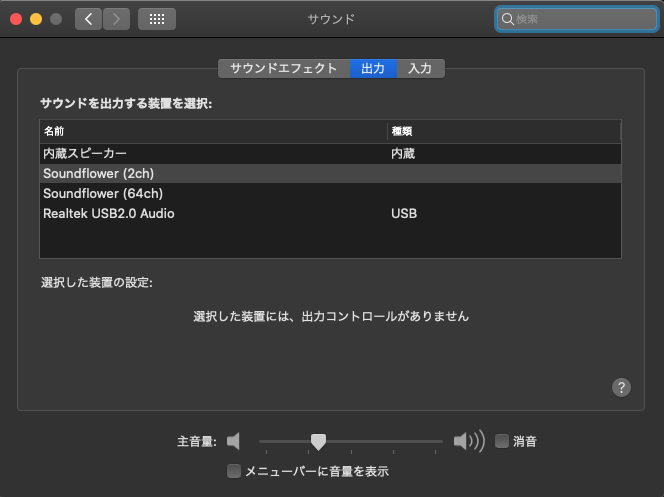 サウンド
検索
サウンドエフェクト 出力 入力
サウンドを出力する装置を選択:
名前 種類
内蔵スピーカー 内蔵
Soundflower (2ch)
Soundflower (64ch)
Realtek USB2.0 Audio USB
選択した装置の設定:
選択した装置には、出力コントロールがありません
?
主音量: 消音
メニューバーに音量を表示